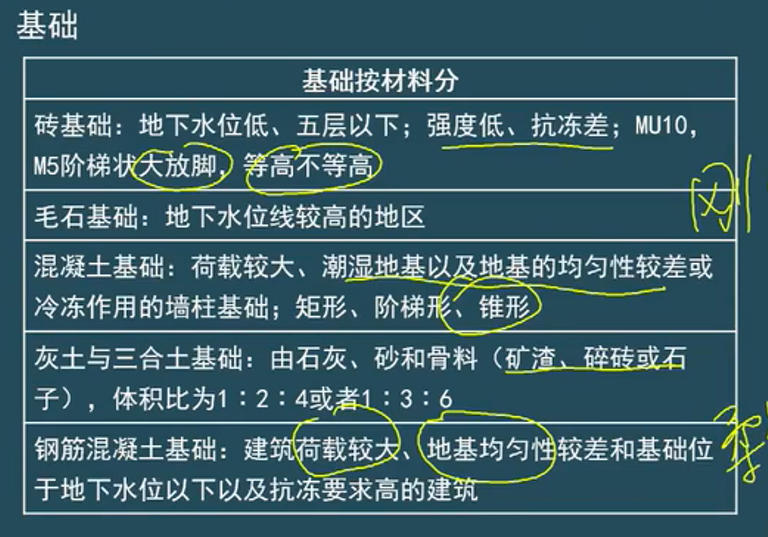 基础
基础按材料分
砖基础：地下水位低、五层以下；强度低、抗冻差；MU10，
M5阶梯状大放脚，等高不等高
毛石基础：地下水位线较高的地区
刚
混凝土基础：荷载较大、潮湿地基以及地基的均匀性较差或
冷冻作用的墙柱基础；矩形、阶梯形、锥形
灰土与三合土基础：由石灰、砂和骨料（矿渣、碎砖或石
子），体积比为1：2：4或者1：3：6
钢筋混凝土基础：建筑荷载较大、地基均匀性较差和基础位
于地下水位以下以及抗冻要求高的建筑